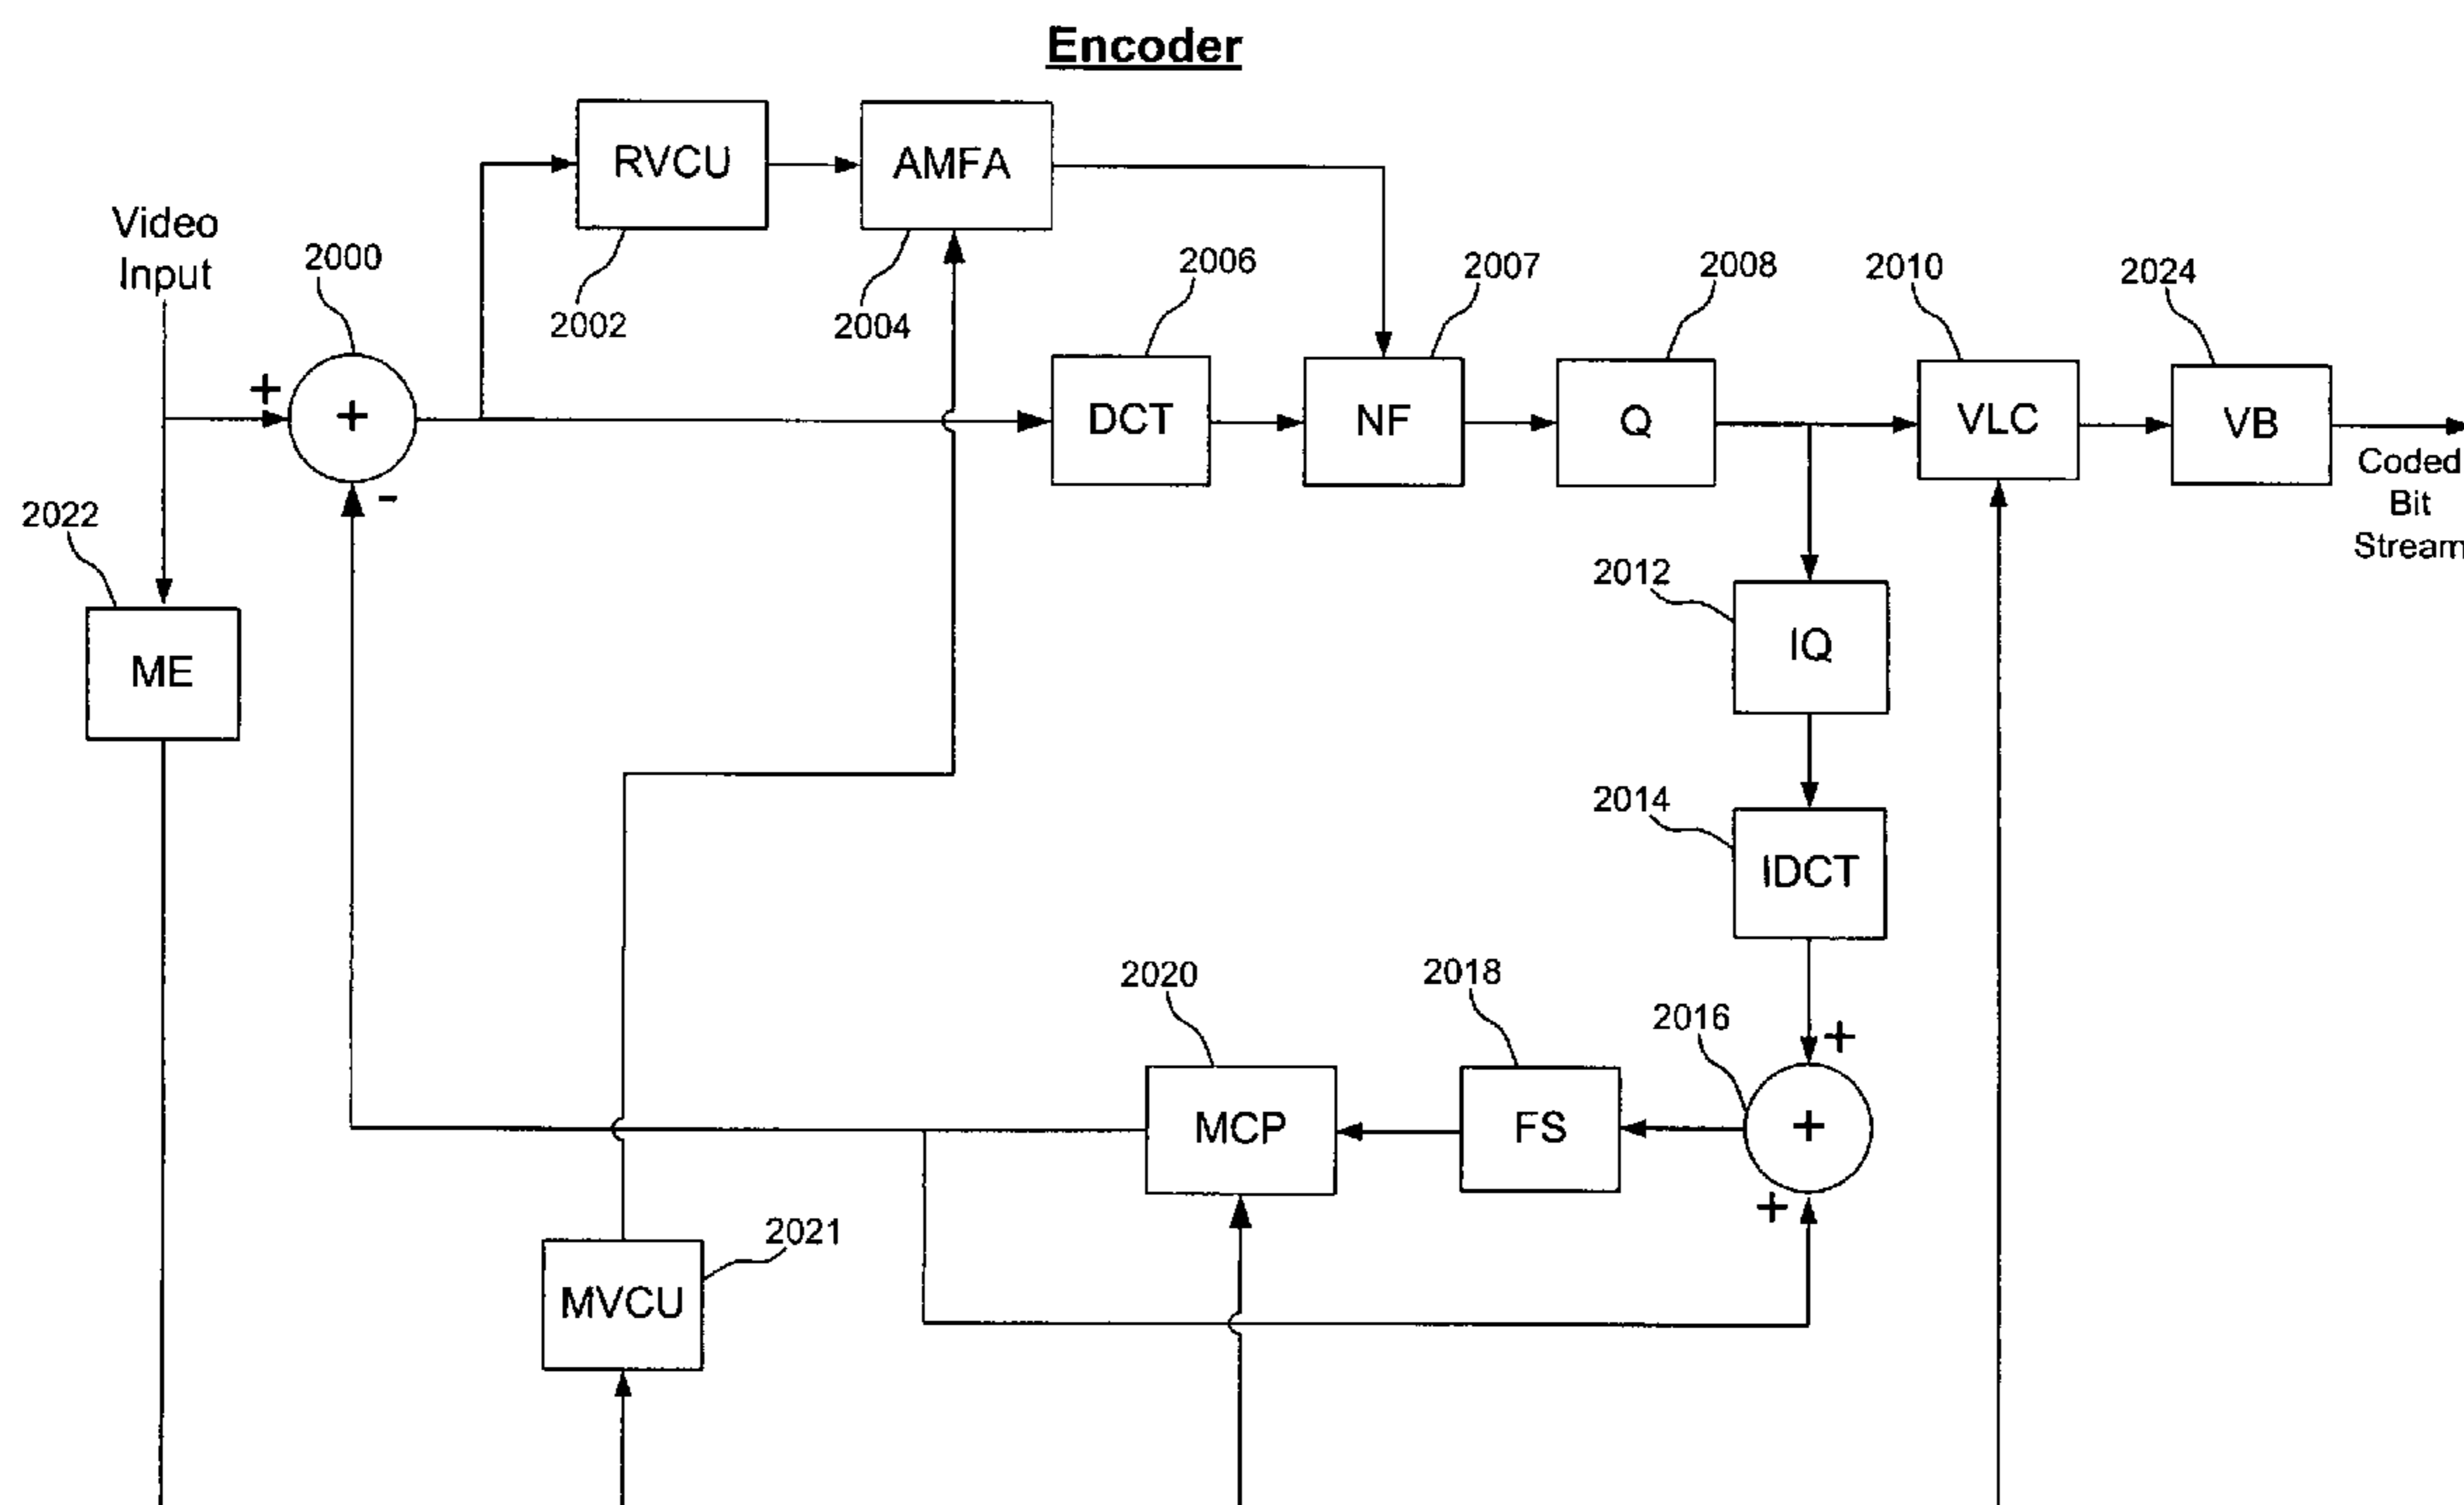 Encoder
RVCU
AMFA
Video
Input
2000
2002
2004
2006
2007
2008
2010
2024
+
+
-
DCT
NF
Q
VLC
VB
Coded
Bit
Stream
2022
ME
2012
IQ
2014
IDCT
2020
2018
2016
+
MCP
FS
+
+
2021
MVCU